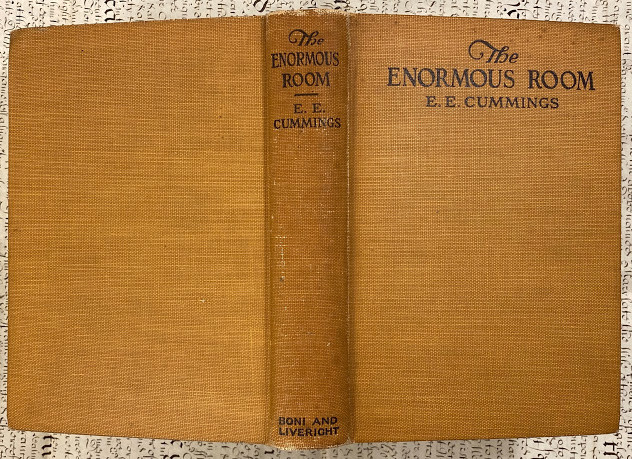 The
ENORMOUS
ROOM
E. E.
CUMMINGS
BONI AND
LIVERIGHT
The
ENORMOUS ROOM
E. E. CUMMINGS